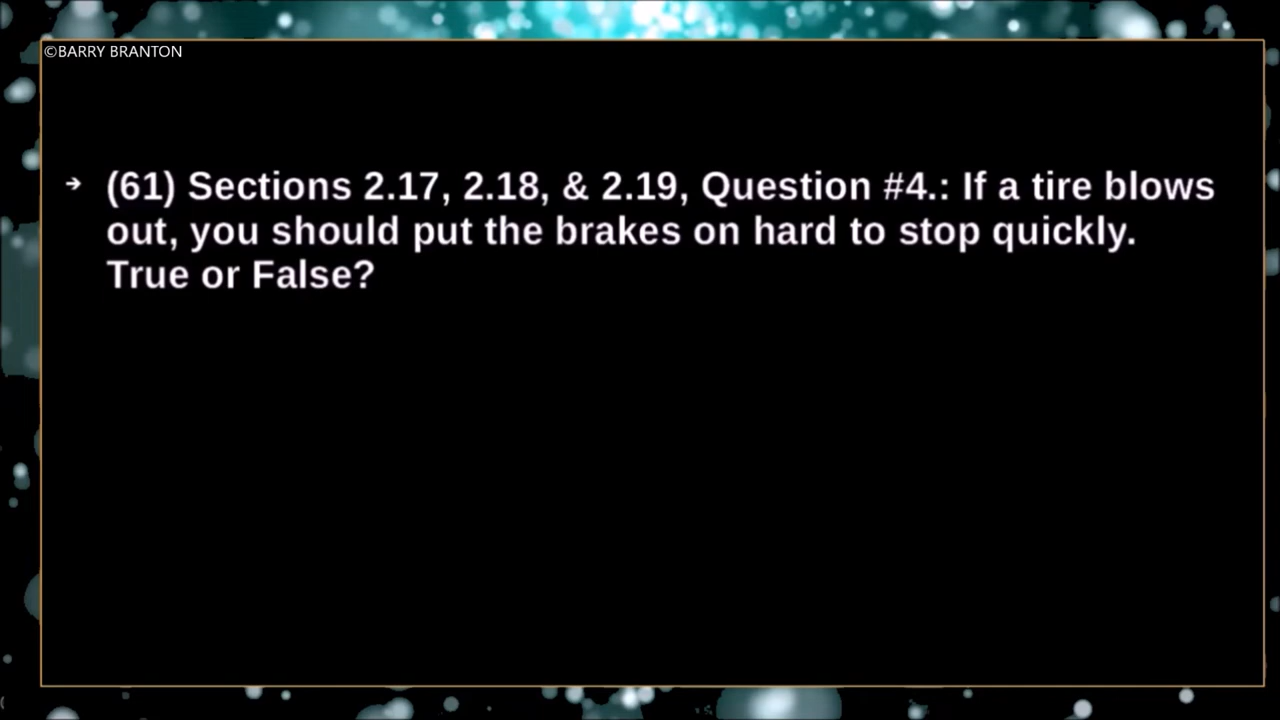 ©BARRY BRANTON
→ (61) Sections 2.17, 2.18, & 2.19, Question #4.: If a tire blows
out, you should put the brakes on hard to stop quickly.
True or False?